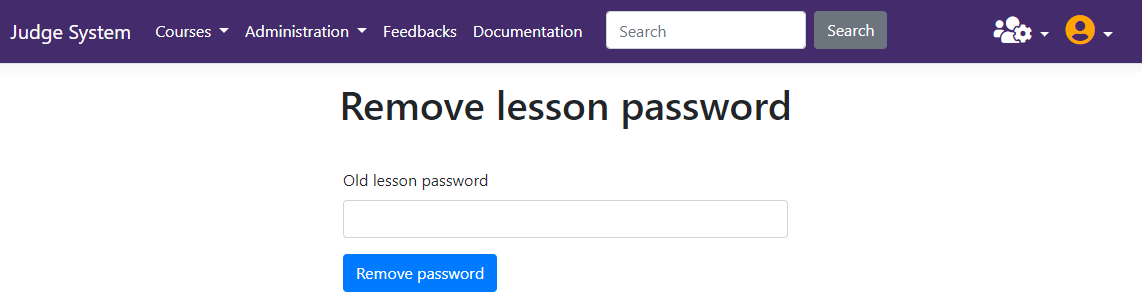 Judge System Courses Administration Feedbacks Documentation Search Search
Remove lesson password
Old lesson password
Remove password